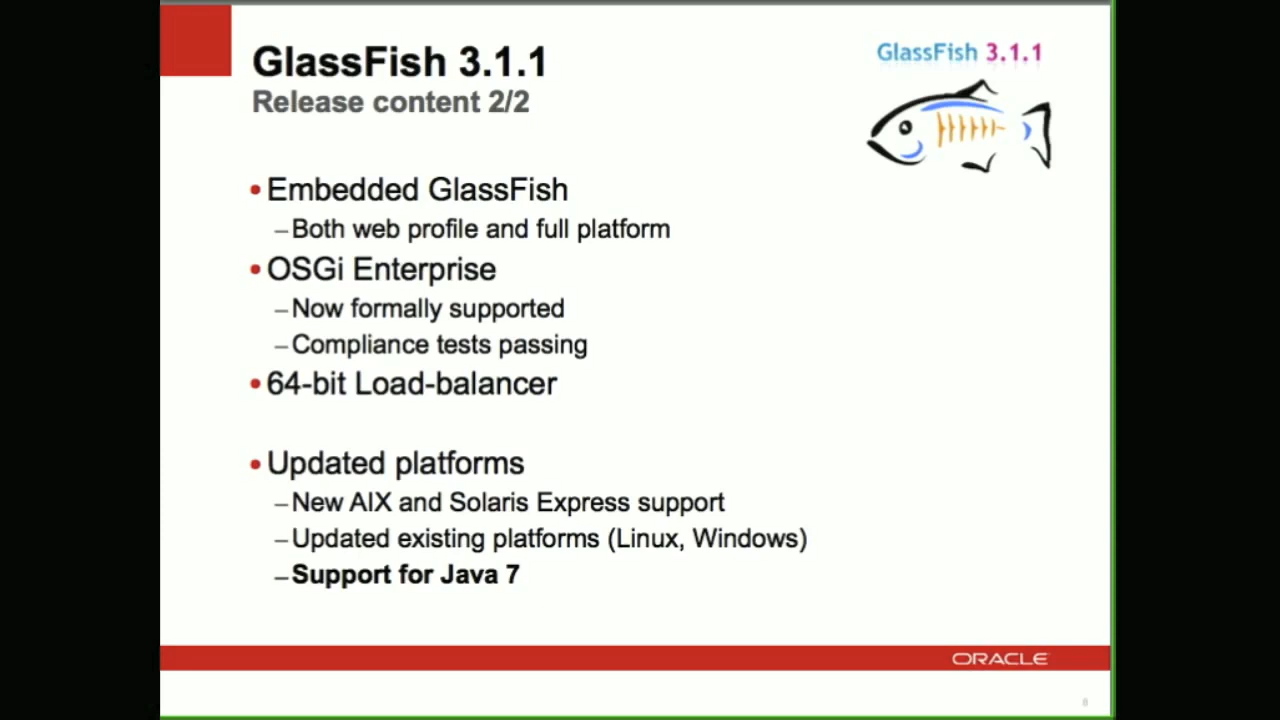 GlassFish 3.1.1
Release content 2/2
GlassFish 3.1.1
• Embedded GlassFish
–Both web profile and full platform
• OSGi Enterprise
–Now formally supported
–Compliance tests passing
• 64-bit Load-balancer
• Updated platforms
–New AIX and Solaris Express support
–Updated existing platforms (Linux, Windows)
–Support for Java 7
ORACLE